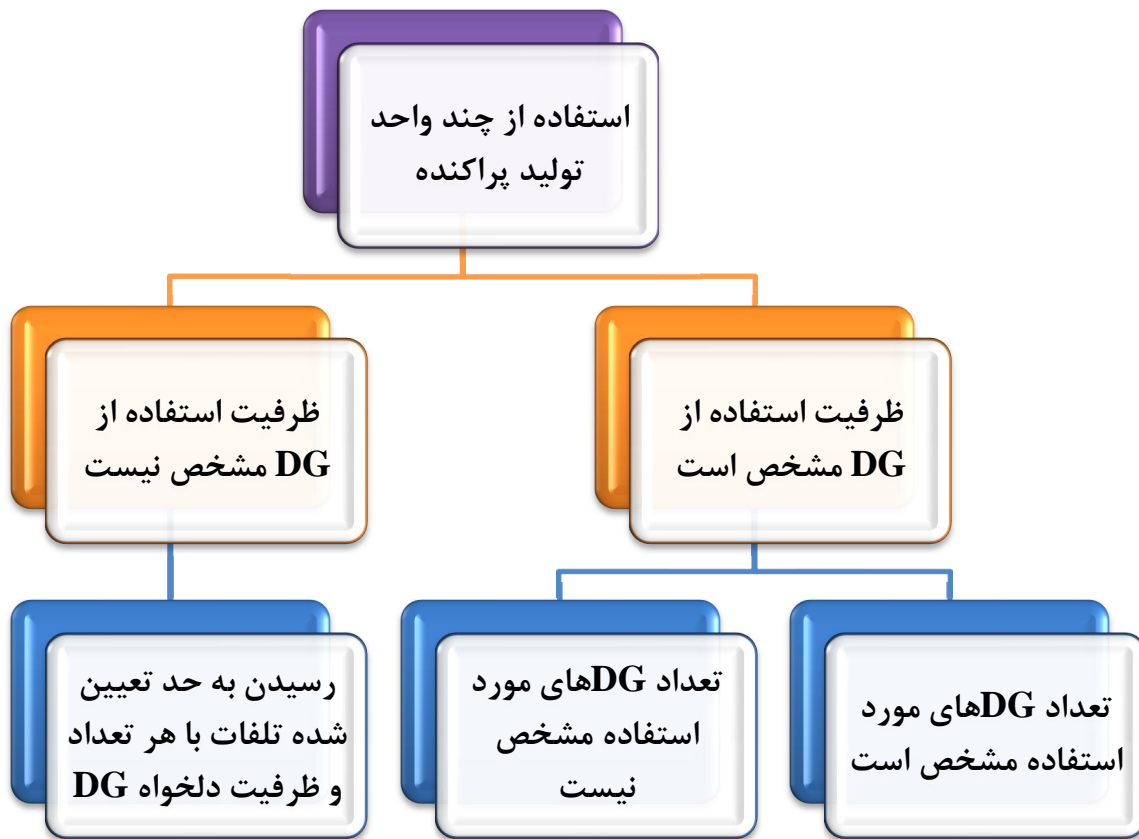 استفاده از چند واحد
تولید پراکنده
ظرفیت استفاده از
DG مشخص است
ظرفیت استفاده از
DG مشخص نیست
تعداد DGهای مورد
استفاده مشخص است
تعداد DGهای مورد
استفاده مشخص
نیست
رسیدن به حد تعیین
شده تلفات با هر تعداد
و ظرفیت دلخواه DG